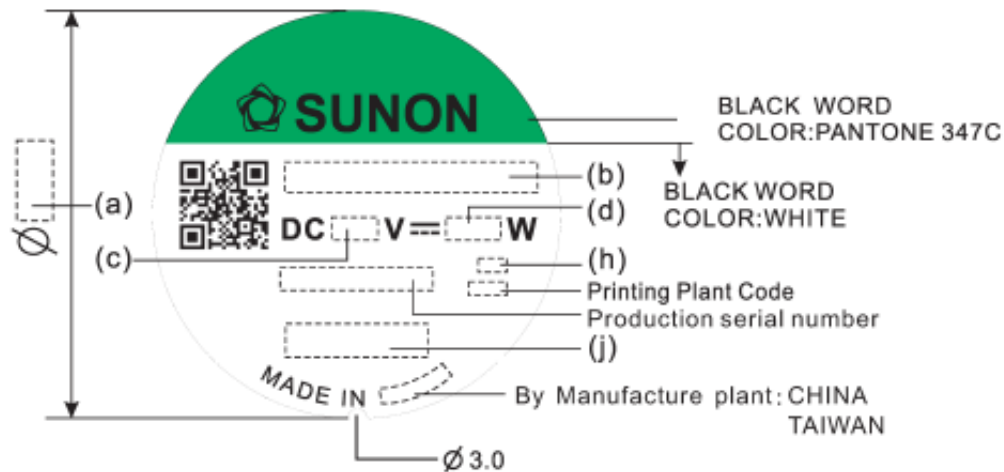 SUNON
BLACK WORD
COLOR:PANTONE 347C
(b)
BLACK WORD
COLOR:WHITE
(a)
Ø
DC V W
(d)
(c)
(h)
Printing Plant Code
Production serial number
(j)
MADE IN
By Manufacture plant: CHINA
TAIWAN
Ø 3.0